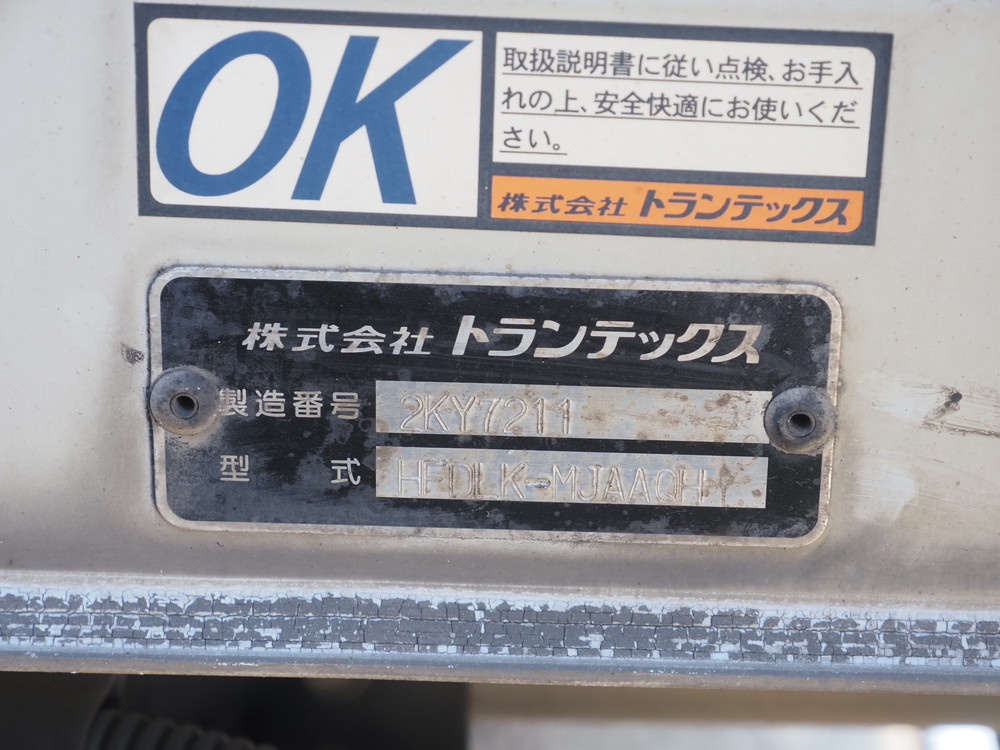 OK
取扱説明書に従い点検、お手入
れの上、安全快適にお使いくだ
さい。
株式会社 トランテックス
株式会社 トランテックス
製造番号 2KY7211
型式 HFDLK-MJAAQHL